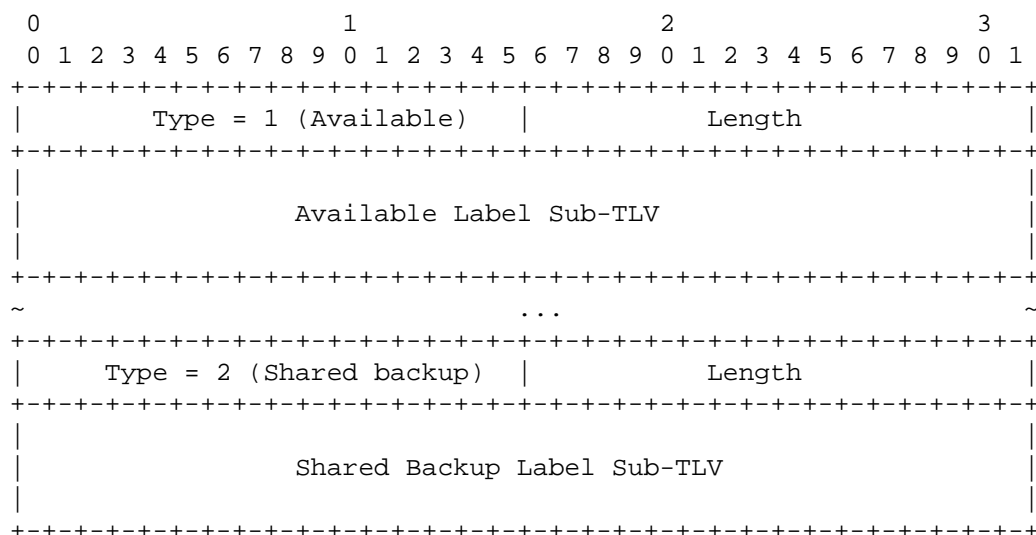 0                   1                   2                   3
 0 1 2 3 4 5 6 7 8 9 0 1 2 3 4 5 6 7 8 9 0 1 2 3 4 5 6 7 8 9 0 1
+-+-+-+-+-+-+-+-+-+-+-+-+-+-+-+-+-+-+-+-+-+-+-+-+-+-+-+-+-+-+-+-+
|        Type = 1 (Available)   |           Length              |
+-+-+-+-+-+-+-+-+-+-+-+-+-+-+-+-+-+-+-+-+-+-+-+-+-+-+-+-+-+-+-+-+
|                                                               |
|                 Available Label Sub-TLV                       |
|                                                               |
+-+-+-+-+-+-+-+-+-+-+-+-+-+-+-+-+-+-+-+-+-+-+-+-+-+-+-+-+-+-+-+-+
~                               ...                             ~
+-+-+-+-+-+-+-+-+-+-+-+-+-+-+-+-+-+-+-+-+-+-+-+-+-+-+-+-+-+-+-+-+
|     Type = 2 (Shared backup)  |           Length              |
+-+-+-+-+-+-+-+-+-+-+-+-+-+-+-+-+-+-+-+-+-+-+-+-+-+-+-+-+-+-+-+-+
|                                                               |
|                 Shared Backup Label Sub-TLV                   |
|                                                               |
+-+-+-+-+-+-+-+-+-+-+-+-+-+-+-+-+-+-+-+-+-+-+-+-+-+-+-+-+-+-+-+-+